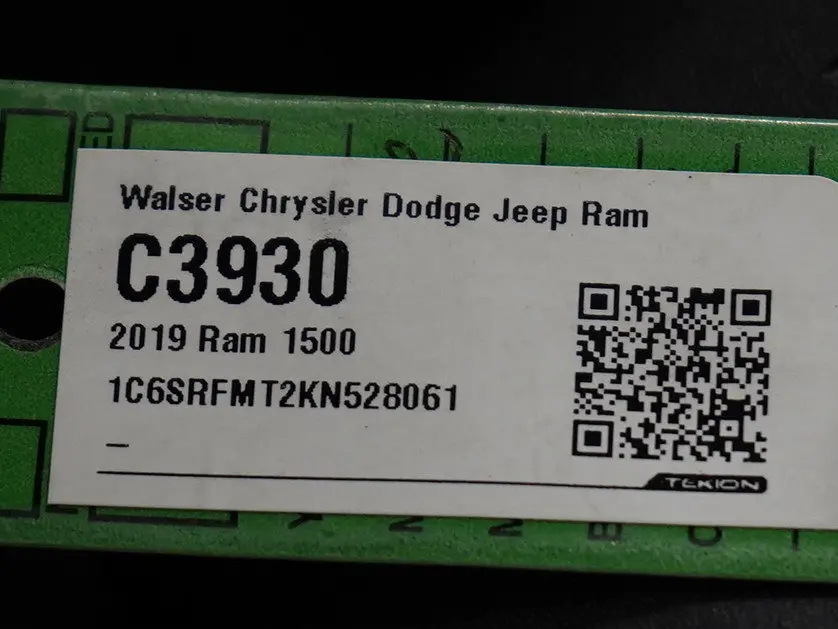 Walser Chrysler Dodge Jeep Ram
C3930
2019 Ram 1500
1C6SRFMT2KN528061
–
TEKION